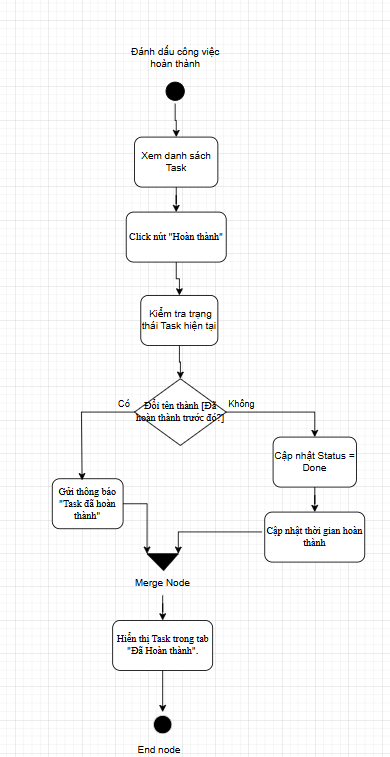 Đánh dấu công việc
hoàn thành
Xem danh sách
Task
Click nút "Hoàn thành"
Kiểm tra trạng
thái Task hiện tại
Đổi tên thành [Đã
hoàn thành trước đó?]
Có
Không
Cập nhật Status =
Done
Gửi thông báo
"Task đã hoàn
thành"
Cập nhật thời gian hoàn
thành
Merge Node
Hiển thị Task trong tab
"Đã Hoàn thành".
End node